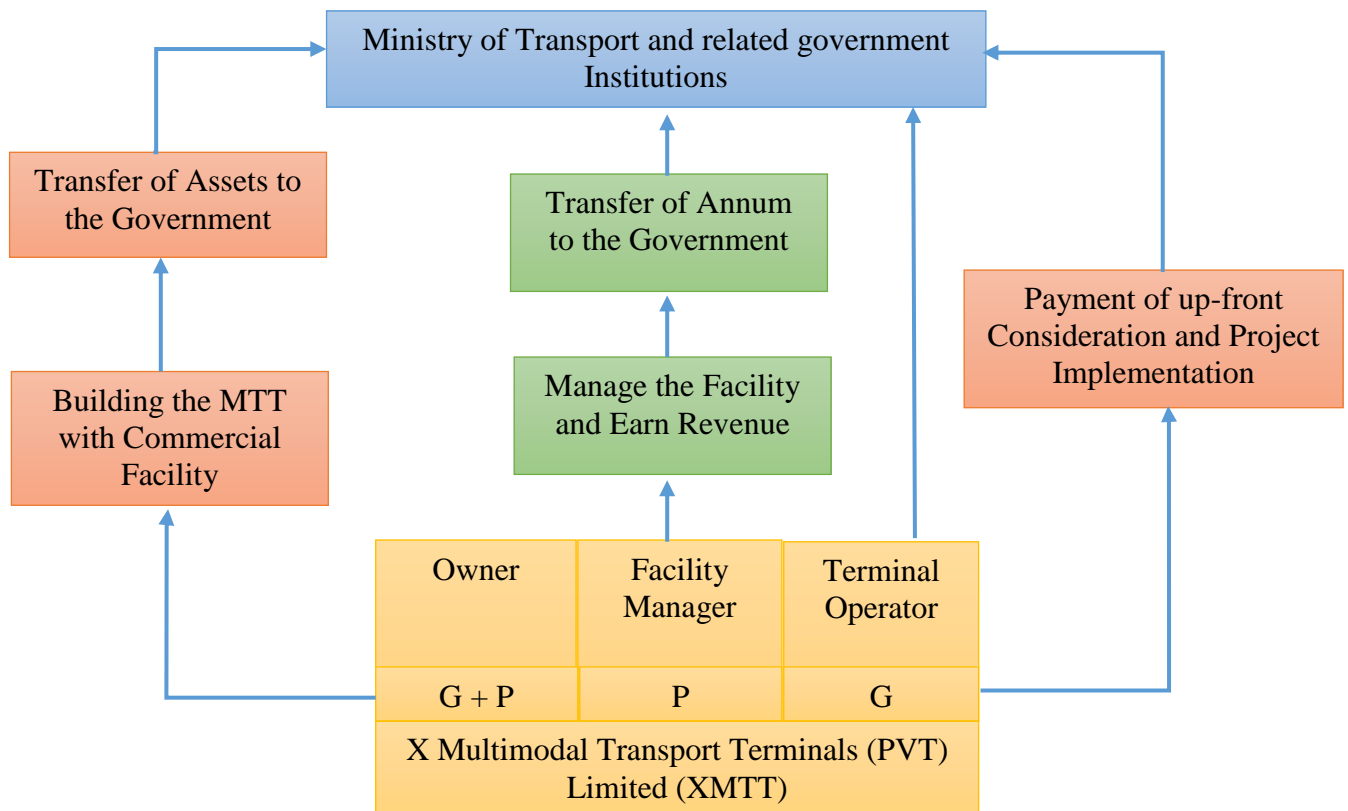 Ministry of Transport and related government
Institutions
Transfer of Assets to
the Government
Transfer of Annum
to the Government
Payment of up-front
Consideration and Project
Implementation
Building the MTT
with Commercial
Facility
Manage the Facility
and Earn Revenue
Owner
Facility
Manager
Terminal
Operator
G + P
P
G
X Multimodal Transport Terminals (PVT)
Limited (XMTT)